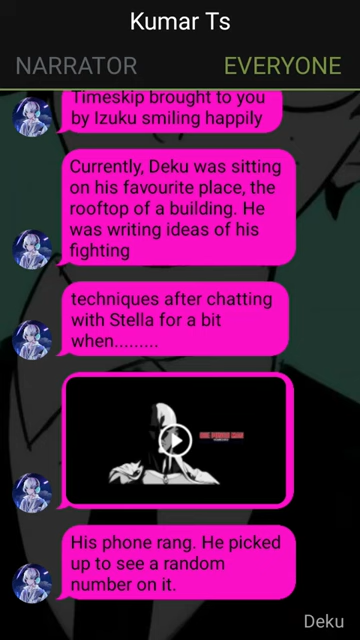 Kumar Ts
NARRATOR
EVERYONE
Timeskip brought to you
by Izuku smiling happily
Currently, Deku was sitting
on his favourite place, the
rooftop of a building. He
was writing ideas of his
fighting
techniques after chatting
with Stella for a bit
when.........
His phone rang. He picked
up to see a random
number on it.
Deku